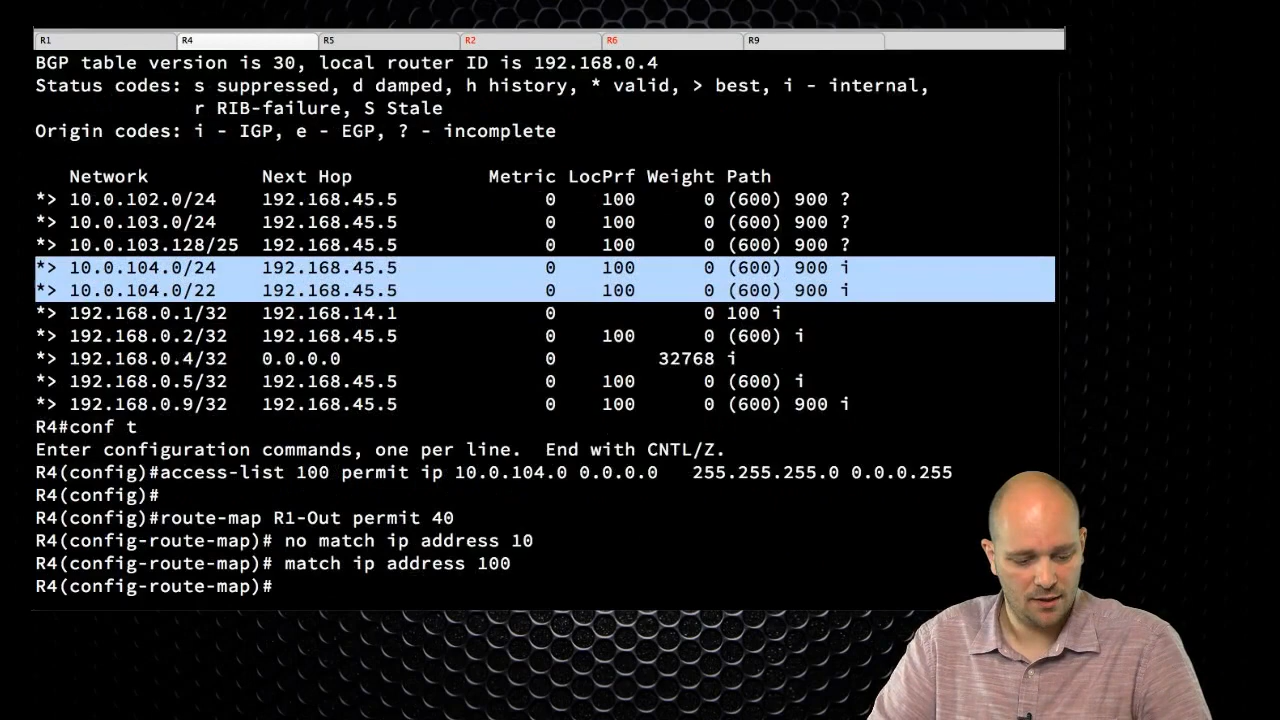 R1 R4 R5 R2 R6 R9
BGP table version is 30, local router ID is 192.168.0.4
Status codes: s suppressed, d damped, h history, * valid, > best, i - internal,
r RIB-failure, S Stale
Origin codes: i - IGP, e - EGP, ? - incomplete
Network Next Hop Metric LocPrf Weight Path
*> 10.0.102.0/24 192.168.45.5 0 100 0 (600) 900 ?
*> 10.0.103.0/24 192.168.45.5 0 100 0 (600) 900 ?
*> 10.0.103.128/25 192.168.45.5 0 100 0 (600) 900 ?
*> 10.0.104.0/24 192.168.45.5 0 100 0 (600) 900 i
*> 10.0.104.0/22 192.168.45.5 0 100 0 (600) 900 i
*> 192.168.0.1/32 192.168.14.1 0 0 100 i
*> 192.168.0.2/32 192.168.45.5 0 100 0 (600) i
*> 192.168.0.4/32 0.0.0.0 0 32768 i
*> 192.168.0.5/32 192.168.45.5 0 100 0 (600) i
*> 192.168.0.9/32 192.168.45.5 0 100 0 (600) 900 i
R4#conf t
Enter configuration commands, one per line. End with CNTL/Z.
R4(config)#access-list 100 permit ip 10.0.104.0 0.0.0.0 255.255.255.0 0.0.0.255
R4(config)#
R4(config)#route-map R1-Out permit 40
R4(config-route-map)# no match ip address 10
R4(config-route-map)# match ip address 100
R4(config-route-map)#